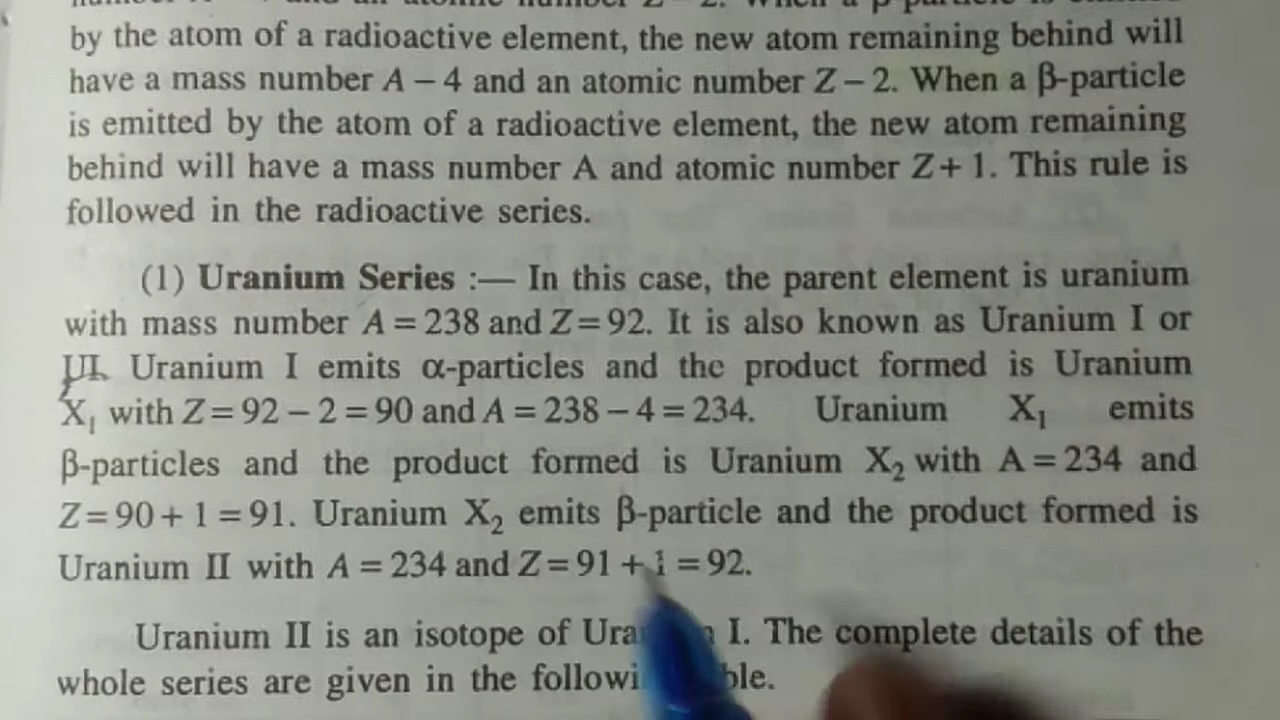 by the atom of a radioactive element, the new atom remaining behind will
have a mass number A – 4 and an atomic number Z – 2. When a β-particle
is emitted by the atom of a radioactive element, the new atom remaining
behind will have a mass number A and atomic number Z + 1. This rule is
followed in the radioactive series.
(1) Uranium Series :— In this case, the parent element is uranium
with mass number A = 238 and Z = 92. It is also known as Uranium I or
UI. Uranium I emits α-particles and the product formed is Uranium
X₁ with Z = 92 – 2 = 90 and A = 238 – 4 = 234. Uranium X₁ emits
β-particles and the product formed is Uranium X₂ with A = 234 and
Z = 90 + 1 = 91. Uranium X₂ emits β-particle and the product formed is
Uranium II with A = 234 and Z = 91 + 1 = 92.
Uranium II is an isotope of I. The complete details of the
whole series are given in the